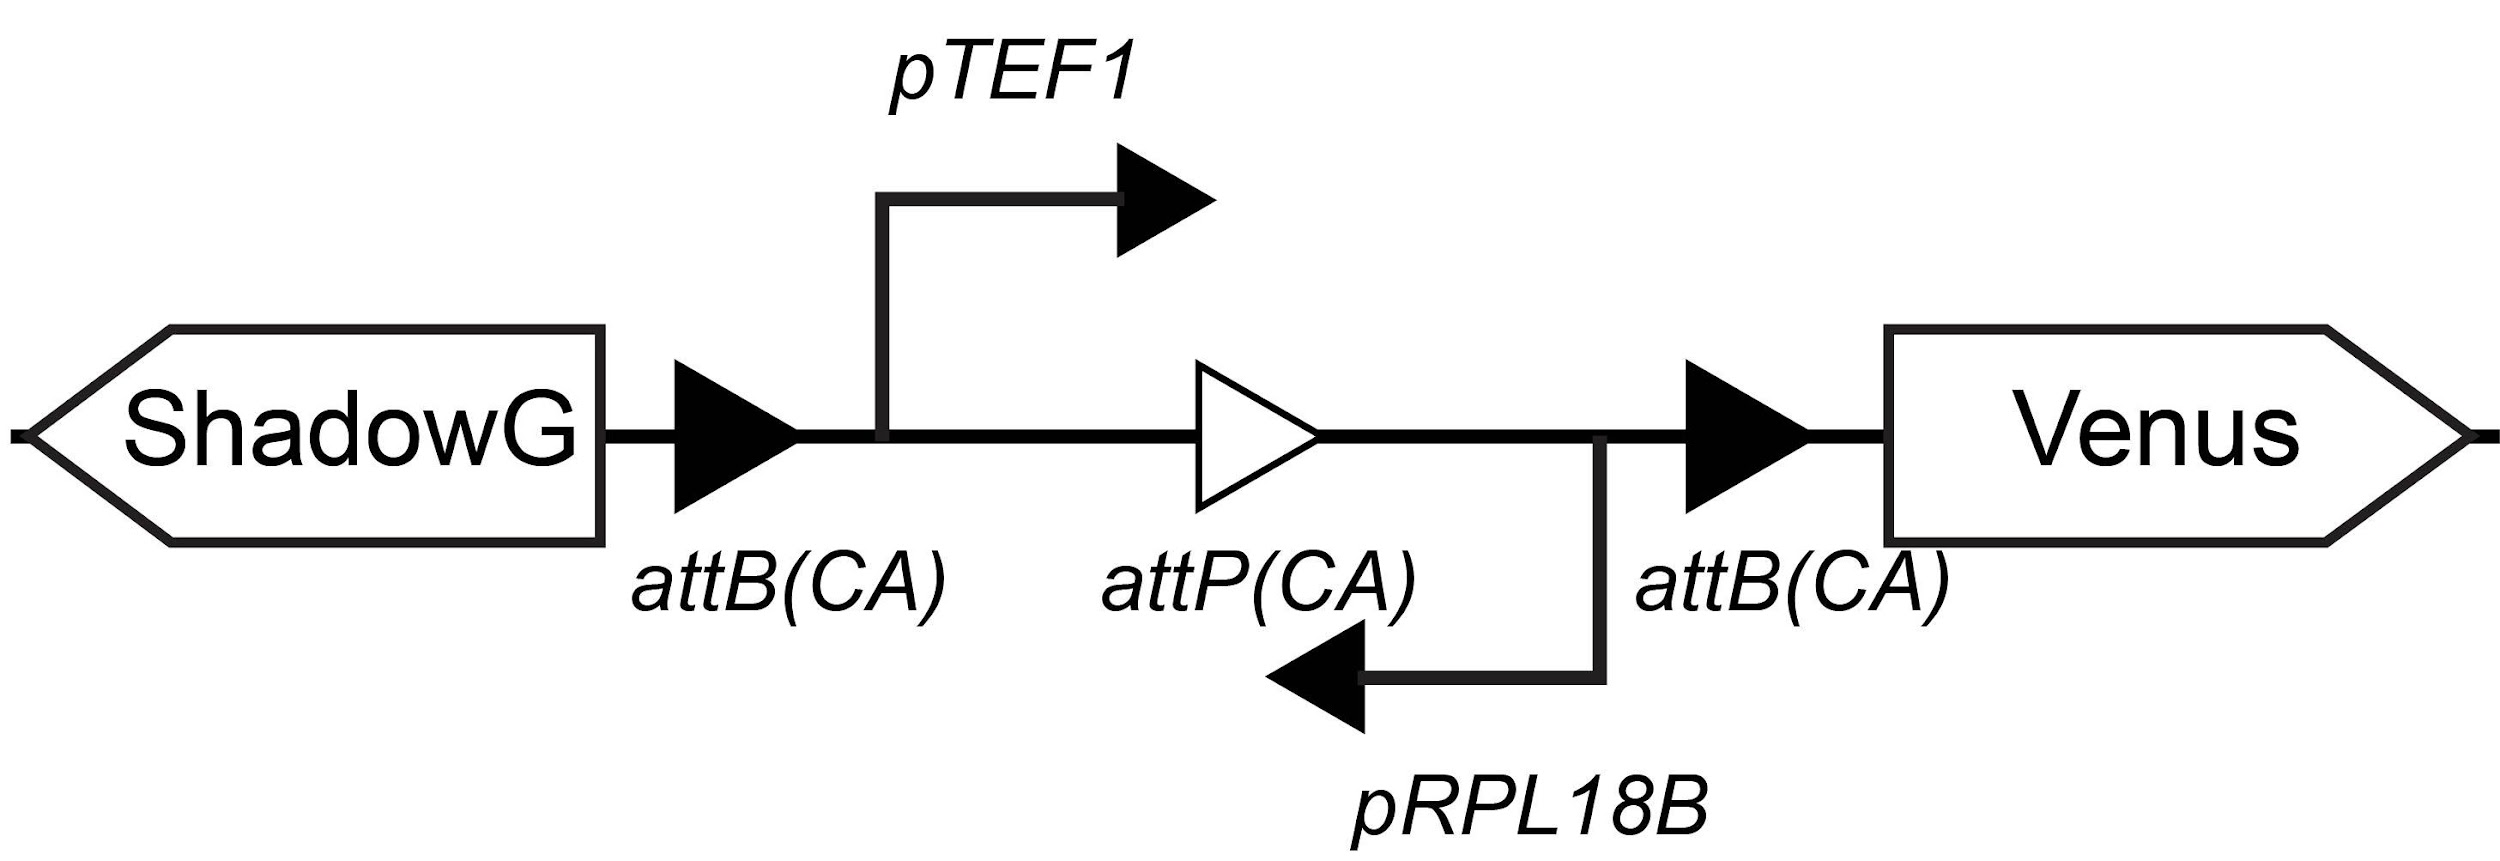 pTEF1
ShadowG
Venus
attB(CA)
attP(CA)
attB(CA)
pRPL18B